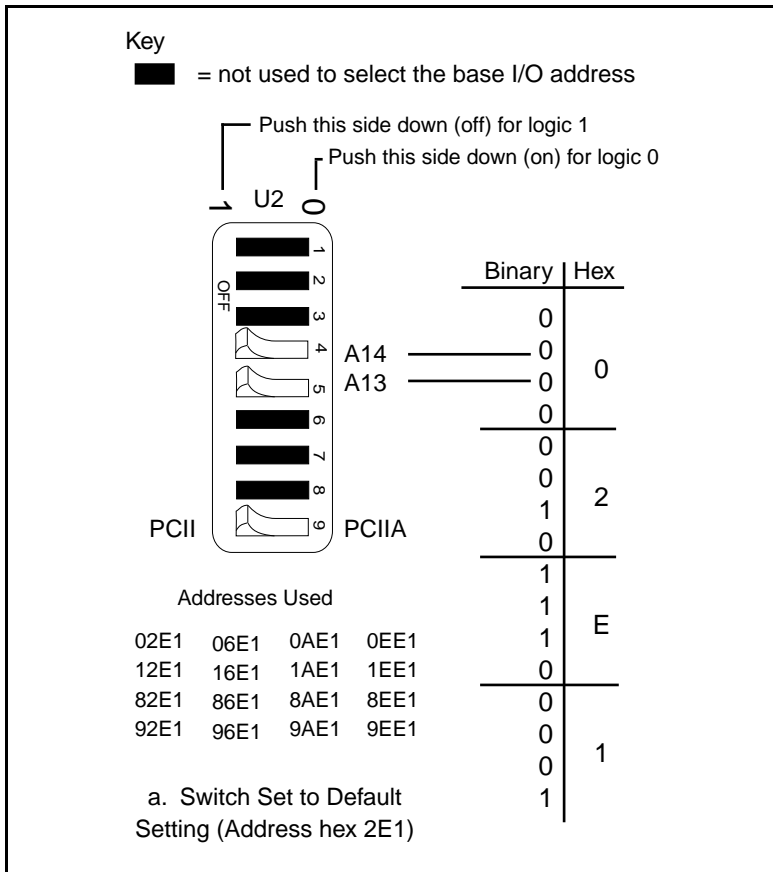 Key
= not used to select the base I/O address
Push this side down (off) for logic 1
Push this side down (on) for logic 0
1 U2 0
OFF
1
2
3
4 A14
5 A13
6
7
8
PCII 9 PCIIA
Binary Hex
0
0
0
0
0
0
0
1
0
2
1
1
1
0
E
0
0
0
1
1
Addresses Used
02E1 06E1 0AE1 0EE1
12E1 16E1 1AE1 1EE1
82E1 86E1 8AE1 8EE1
92E1 96E1 9AE1 9EE1
a. Switch Set to Default
Setting (Address hex 2E1)